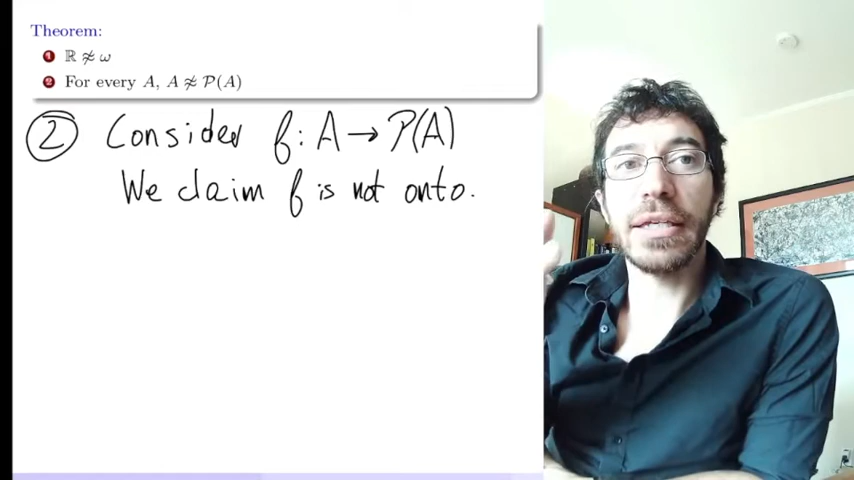 Theorem:
1 ℝ ≉ ω
2 For every A, A ≉ 𝒫(A)
② Consider f: A → P(A)
We claim f is not onto.